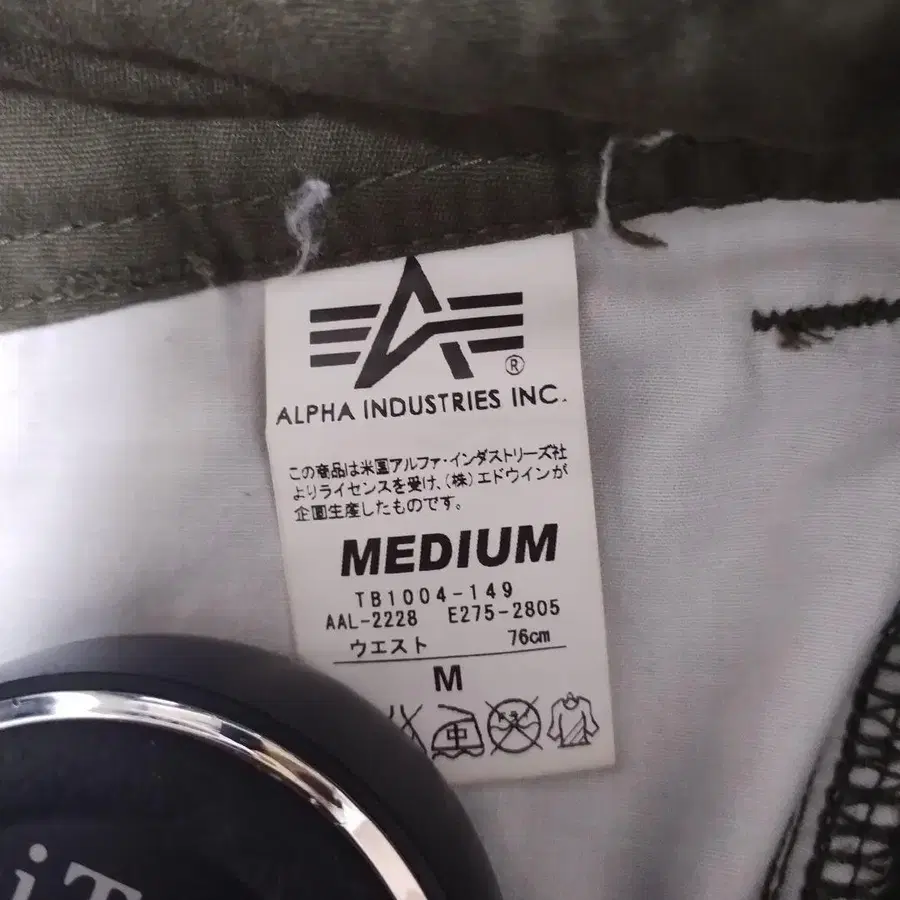 ®
ALPHA INDUSTRIES INC.
この商品は米国アルファ・インダストリーズ社
よりライセンスを受け、(株)エドウインが
企画生産したものです。
MEDIUM
TB1004-149
AAL-2228 E275-2805
ウエスト 76cm
M
中
iT